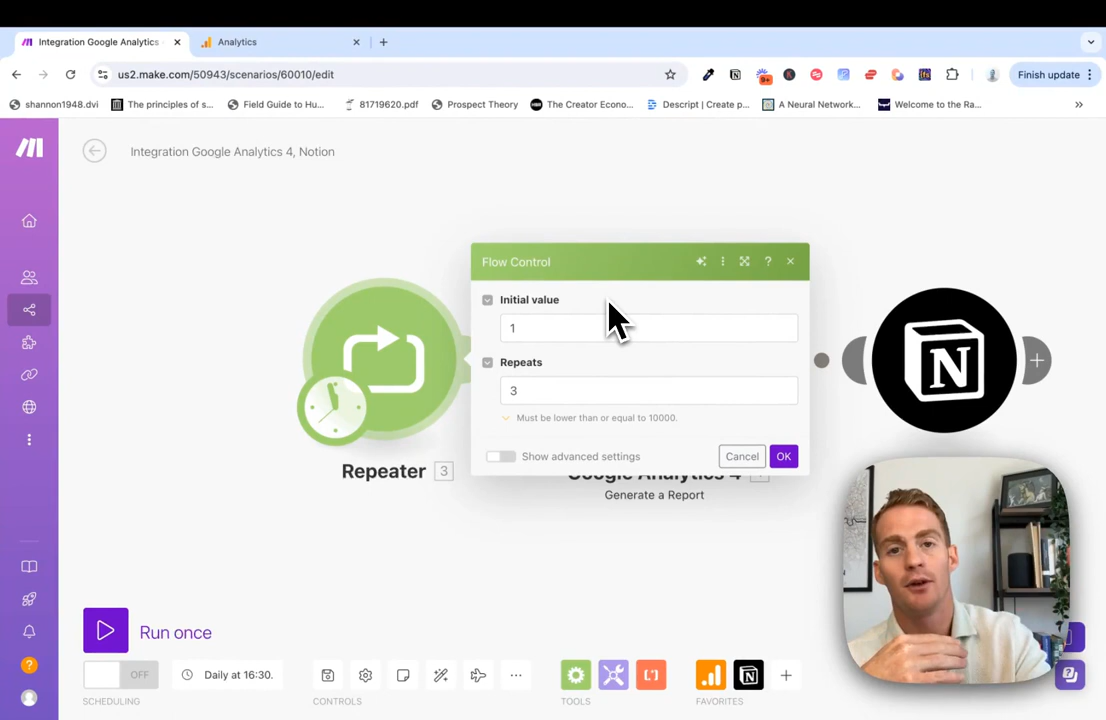 Integration Google Analytics
Analytics
us2.make.com/50943/scenarios/60010/edit
9+
Finish update
shannon1948.dvi
The principles of s...
Field Guide to Hu...
81719620.pdf
Prospect Theory
The Creator Econo...
Descript | Create p...
A Neural Network...
Welcome to the Ra...
Integration Google Analytics 4, Notion
Flow Control
Initial value
1
Repeats
3
Must be lower than or equal to 10000.
Show advanced settings
Cancel
OK
Repeater 3
Google Analytics 4
Generate a Report
Run once
OFF
Daily at 16:30.
SCHEDULING
CONTROLS
TOOLS
FAVORITES